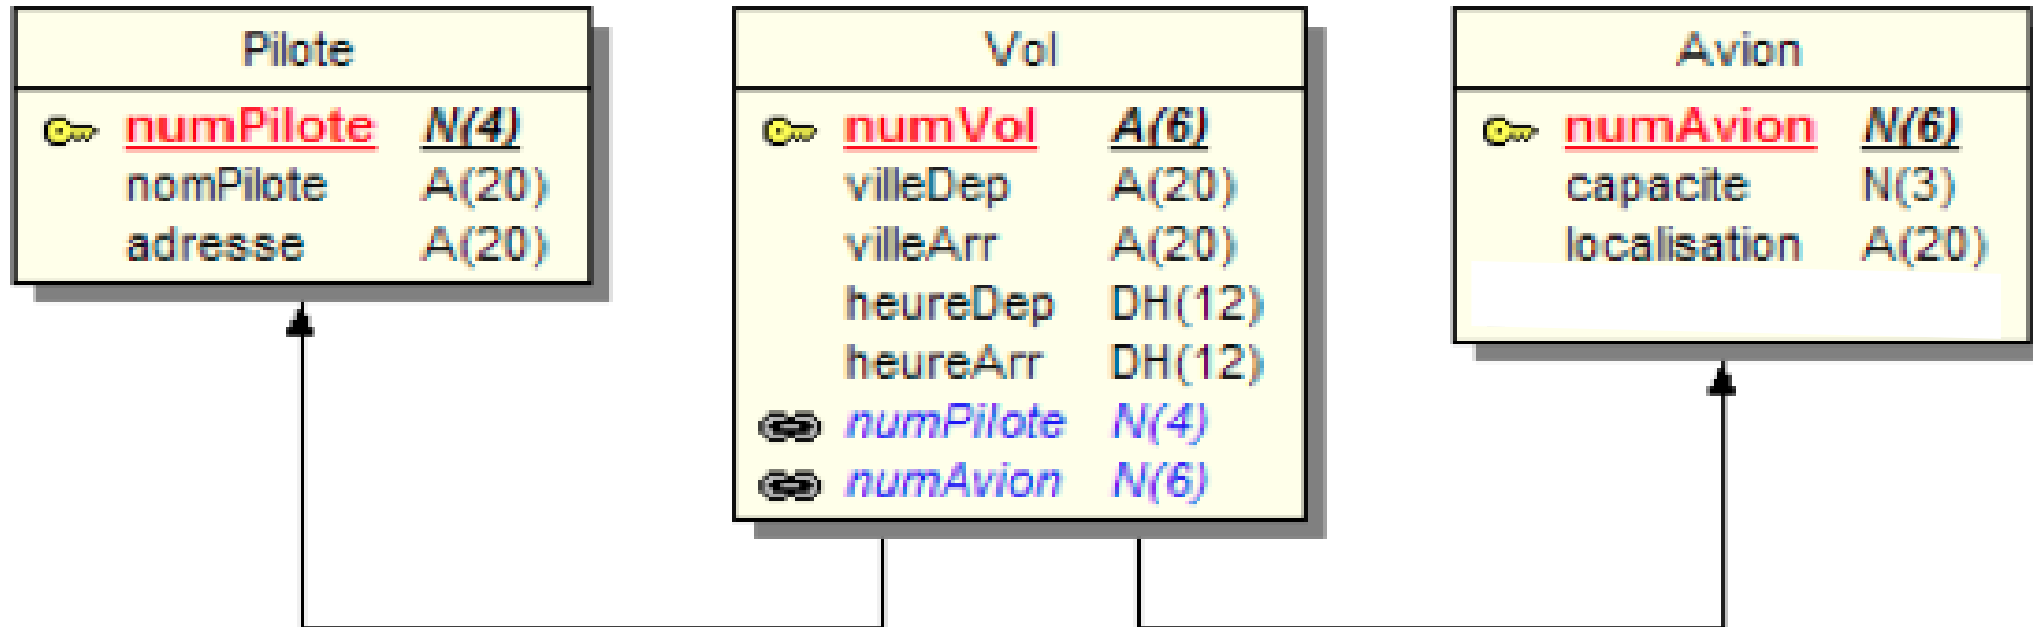 Pilote
numPilote N(4)
nomPilote A(20)
adresse A(20)
Vol
numVol A(6)
villeDep A(20)
villeArr A(20)
heureDep DH(12)
heureArr DH(12)
numPilote N(4)
numAvion N(6)
Avion
numAvion N(6)
capacite N(3)
localisation A(20)